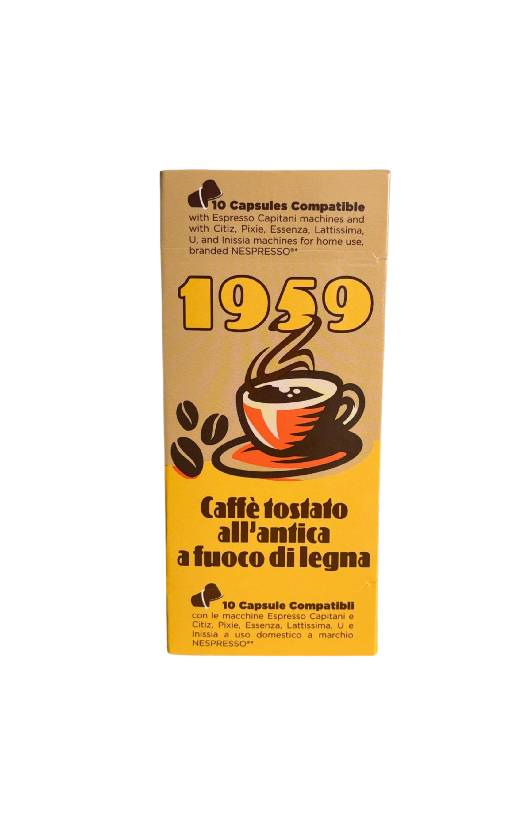 10 Capsules Compatible
with Espresso Capitani machines and
with Citiz, Pixie, Essenza, Lattissima,
U, and Inissia machines for home use,
branded NESPRESSO®*
1959
Caffè tostato
all'antica
a fuoco di legna
10 Capsule Compatibli
con le macchine Espresso Capitani e
Citiz, Pixie, Essenza, Lattissima, U e
Inissia a uso domestico a marchio
NESPRESSO®*